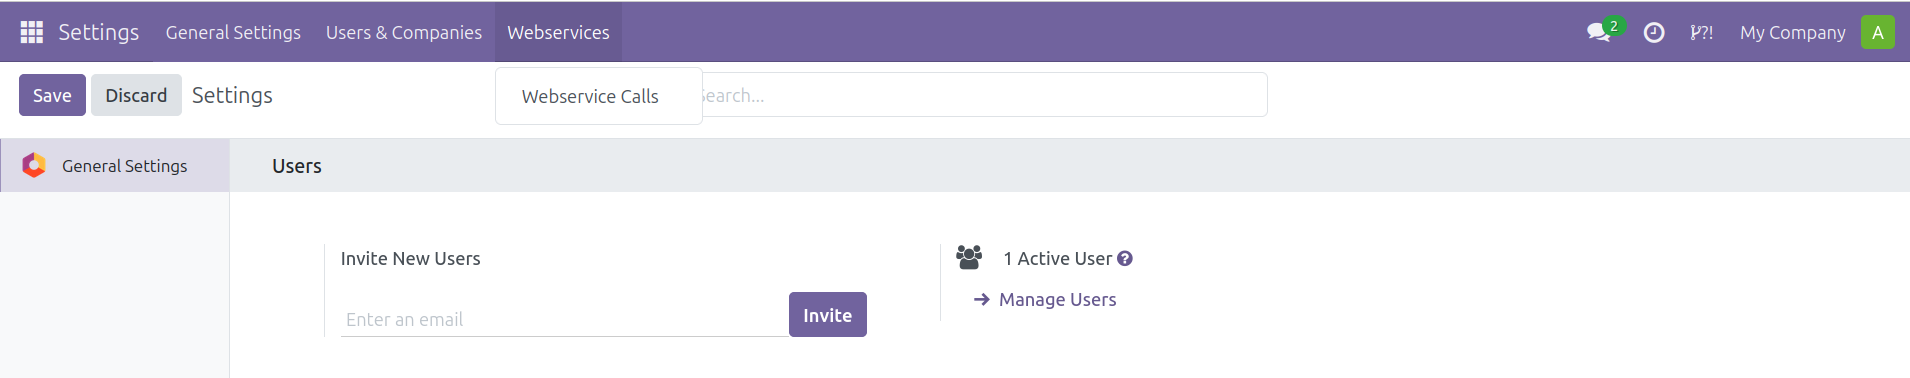 Settings General Settings Users & Companies Webservices 2 ?! My Company A
Save Discard Settings Webservice Calls Search...
General Settings Users
Invite New Users 1 Active User ?
Manage Users
Enter an email Invite